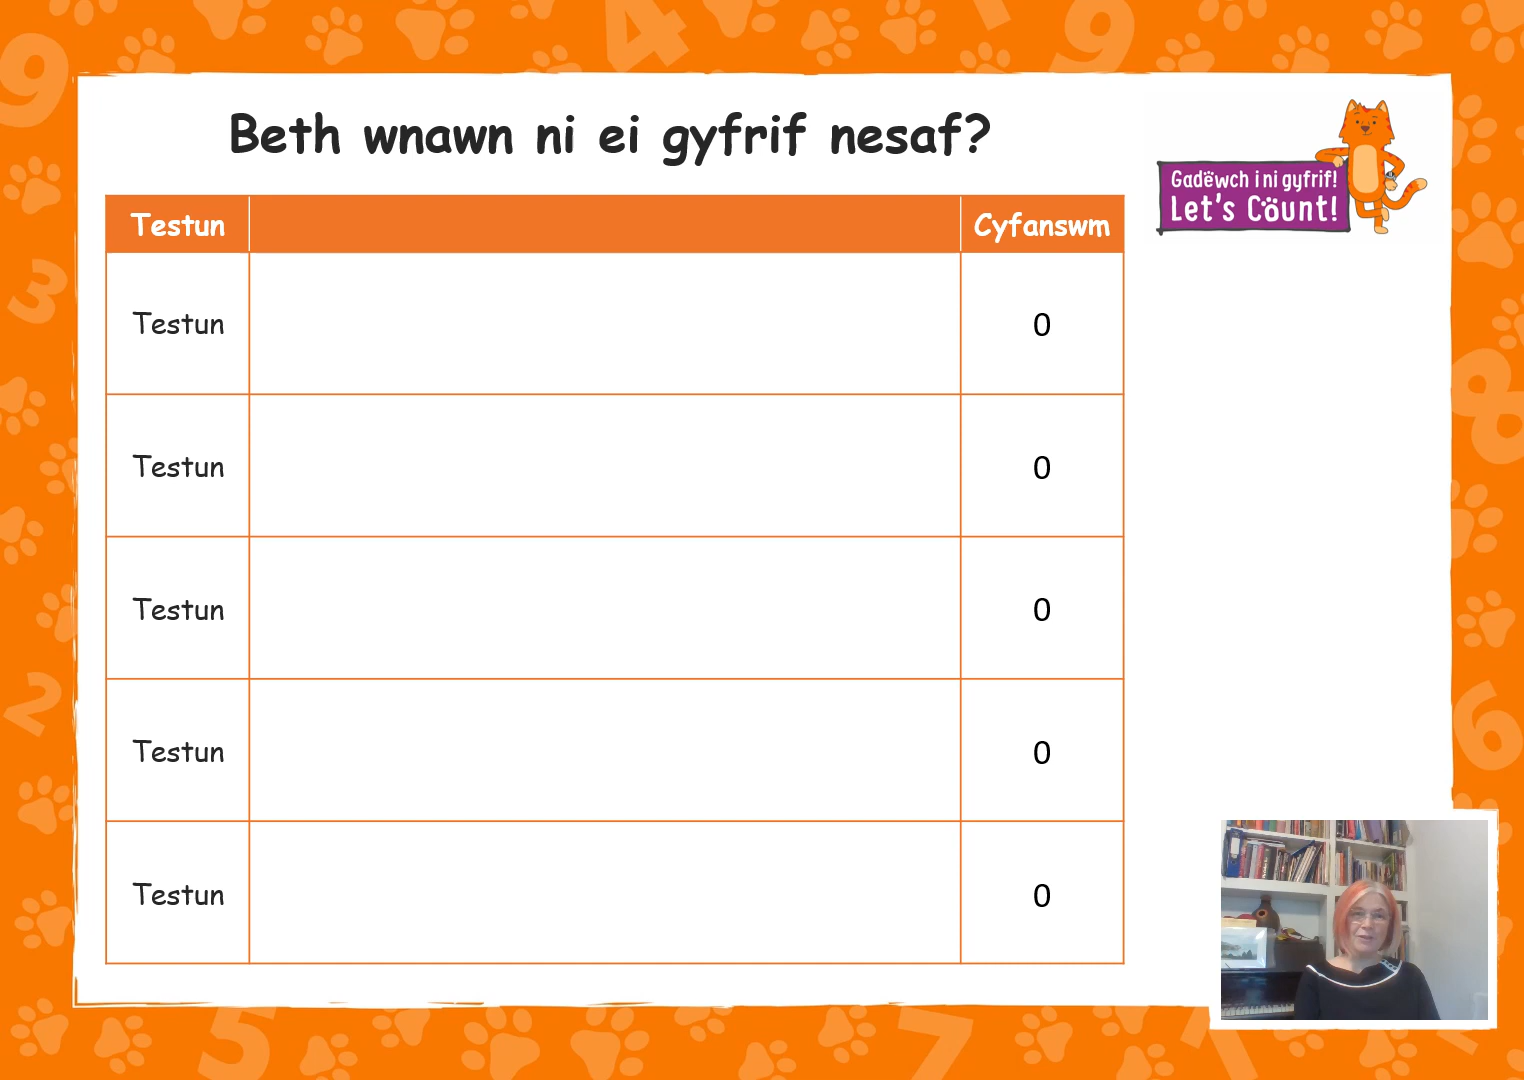 Beth wnawn ni ei gyfrif nesaf?
Gadëwch i ni gyfrif!
Let's Cöunt!
Testun Cyfanswm
Testun 0
Testun 0
Testun 0
Testun 0
Testun 0